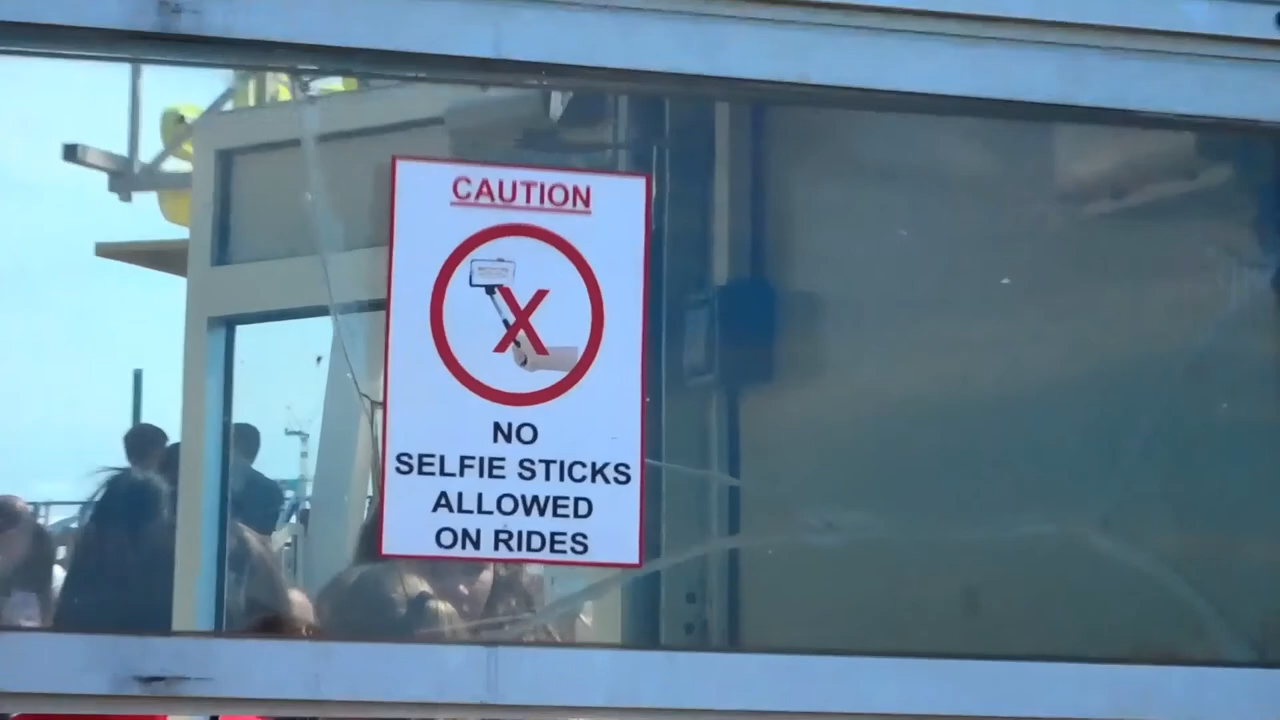 CAUTION
X
NO
SELFIE STICKS
ALLOWED
ON RIDES